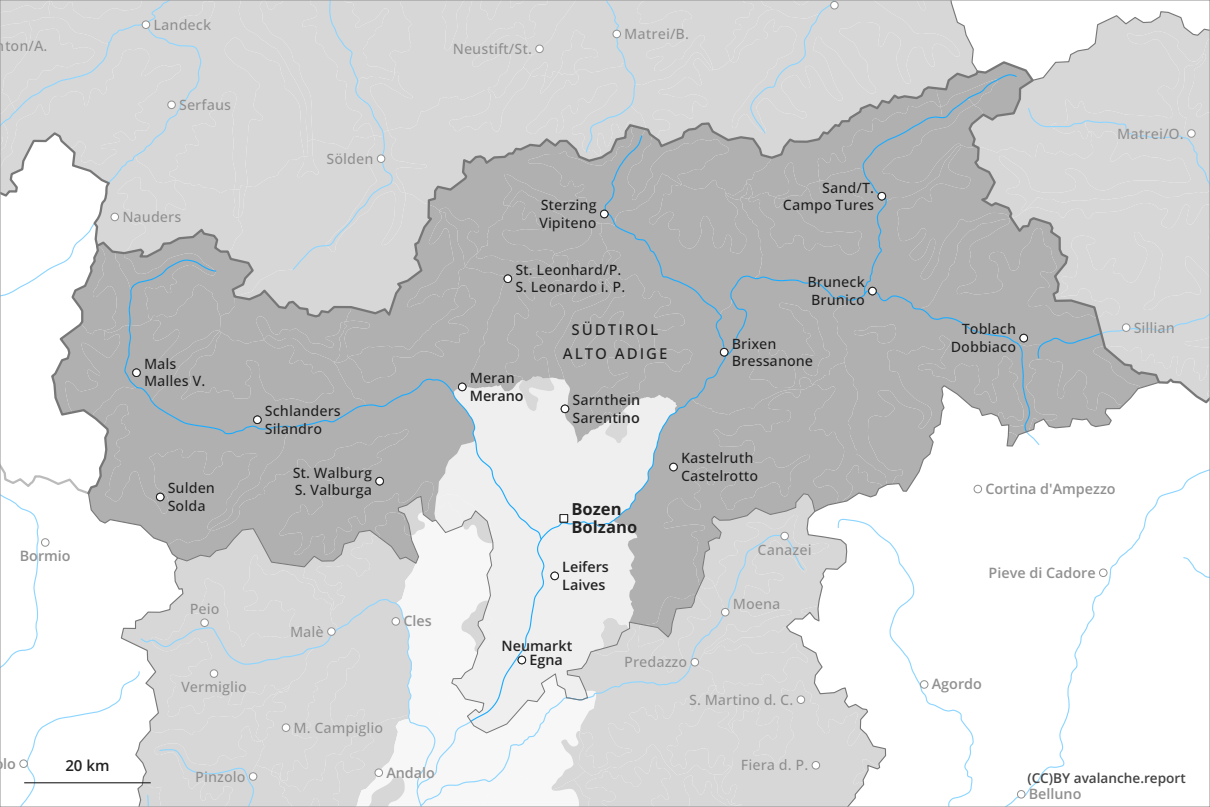 Landeck
nton/A.
Neustift/St.
Matrei/B.
Serfaus
Matrei/O.
Sölden
Sand/T.
Campo Tures
Nauders
Sterzing
Vipiteno
St. Leonhard/P.
S. Leonardo i. P.
Bruneck
Brunico
SÜDTIROL
ALTO ADIGE
Toblach
Dobbiaco
Sillian
Brixen
Bressanone
Mals
Malles V.
Meran
Merano
Sarnthein
Sarentino
Schlanders
Silandro
Kastelruth
Castelrotto
St. Walburg
S. Valburga
Sulden
Solda
Cortina d'Ampezzo
Bozen
Bolzano
Bormio
Canazei
Leifers
Laives
Pieve di Cadore
Peio
Moena
Cles
Malè
Neumarkt
Egna
Predazzo
Vermiglio
Agordo
S. Martino d. C.
M. Campiglio
olo
20 km
Pinzolo
Andalo
Fiera d. P.
(CC)BY avalanche.report
Belluno